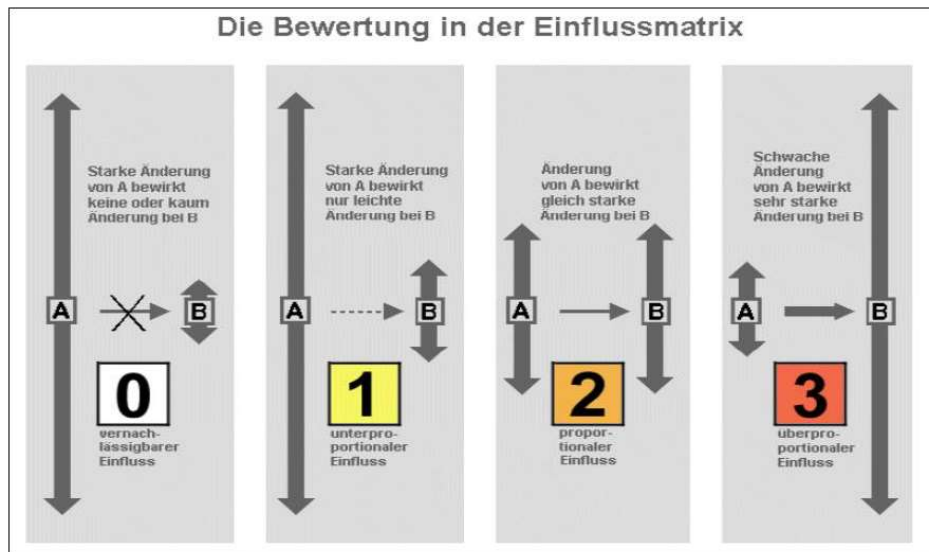 Die Bewertung in der Einflussmatrix
Starke Änderung
von A bewirkt
keine oder kaum
Änderung bei B
A
B
0
vernach-
lässigbarer
Einfluss
Starke Änderung
von A bewirkt
nur leichte
Änderung bei B
A
B
1
unterpro-
portionaler
Einfluss
Änderung
von A bewirkt
gleich starke
Änderung bei B
A
B
2
propor-
tionaler
Einfluss
Schwache
Änderung
von A bewirkt
sehr starke
Änderung bei B
A
B
3
überpro-
portionaler
Einfluss